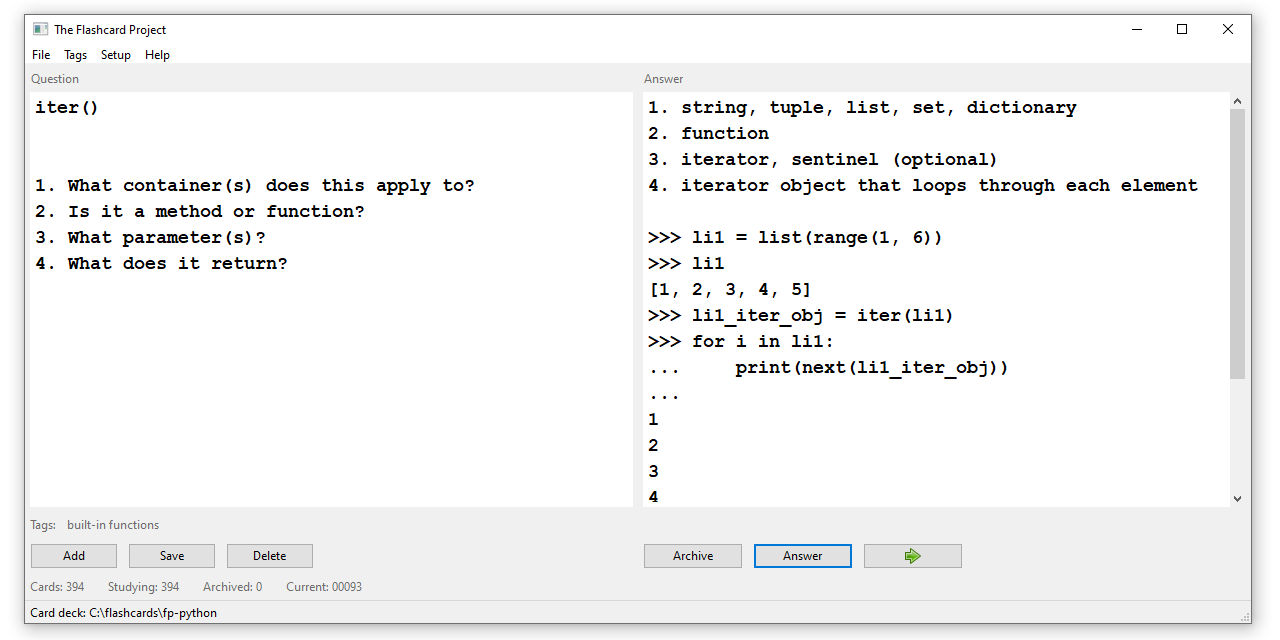 The Flashcard Project
File Tags Setup Help
Question
iter()
1. What container(s) does this apply to?
2. Is it a method or function?
3. What parameter(s)?
4. What does it return?
Answer
1. string, tuple, list, set, dictionary
2. function
3. iterator, sentinel (optional)
4. iterator object that loops through each element
>>> li1 = list(range(1, 6))
>>> li1
[1, 2, 3, 4, 5]
>>> li1_iter_obj = iter(li1)
>>> for i in li1:
...     print(next(li1_iter_obj))
...
1
2
3
4
Tags: built-in functions
Add Save Delete
Archive Answer
Cards: 394 Studying: 394 Archived: 0 Current: 00093
Card deck: C:\flashcards\fp-python